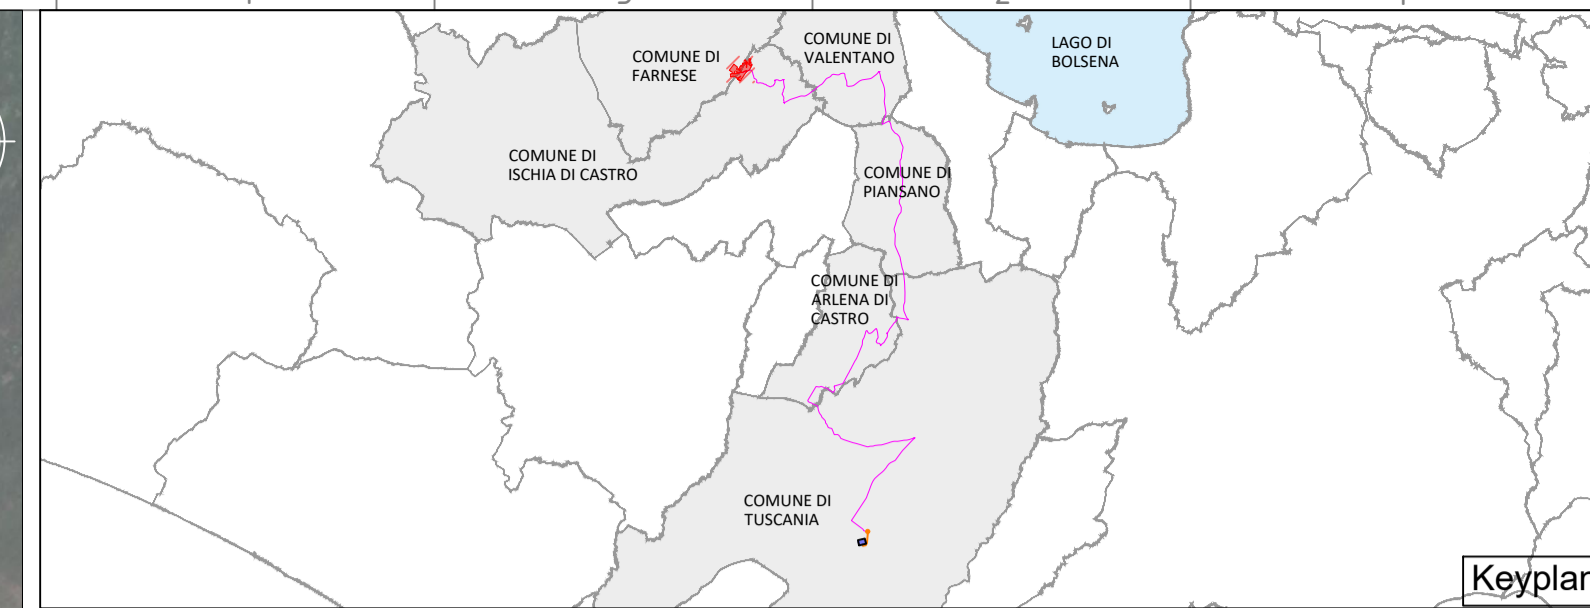 COMUNE DI
FARNESE
COMUNE DI
VALENTANO
LAGO DI
BOLSENA
COMUNE DI
ISCHIA DI CASTRO
COMUNE DI
PIANSANO
COMUNE DI
ARLENA DI
CASTRO
COMUNE DI
TUSCANIA
Keyplan